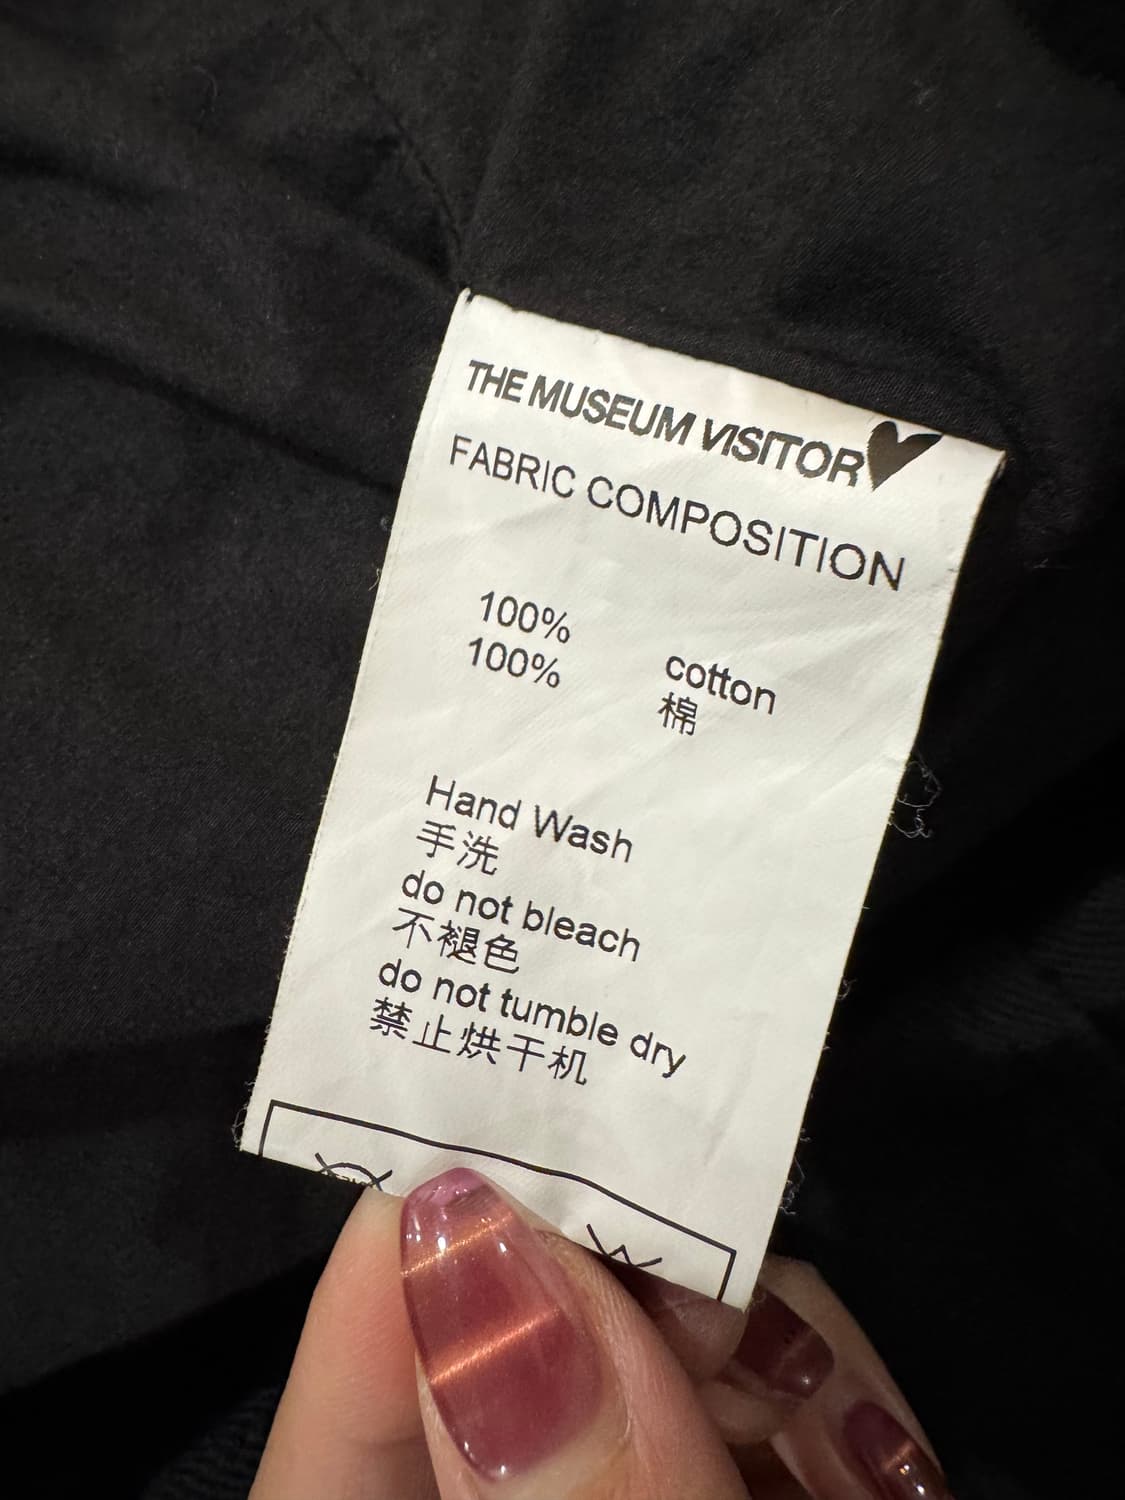 THE MUSEUM VISITOR
FABRIC COMPOSITION
100% cotton
100% 棉
Hand Wash
手洗
do not bleach
不褪色
do not tumble dry
禁止烘干机